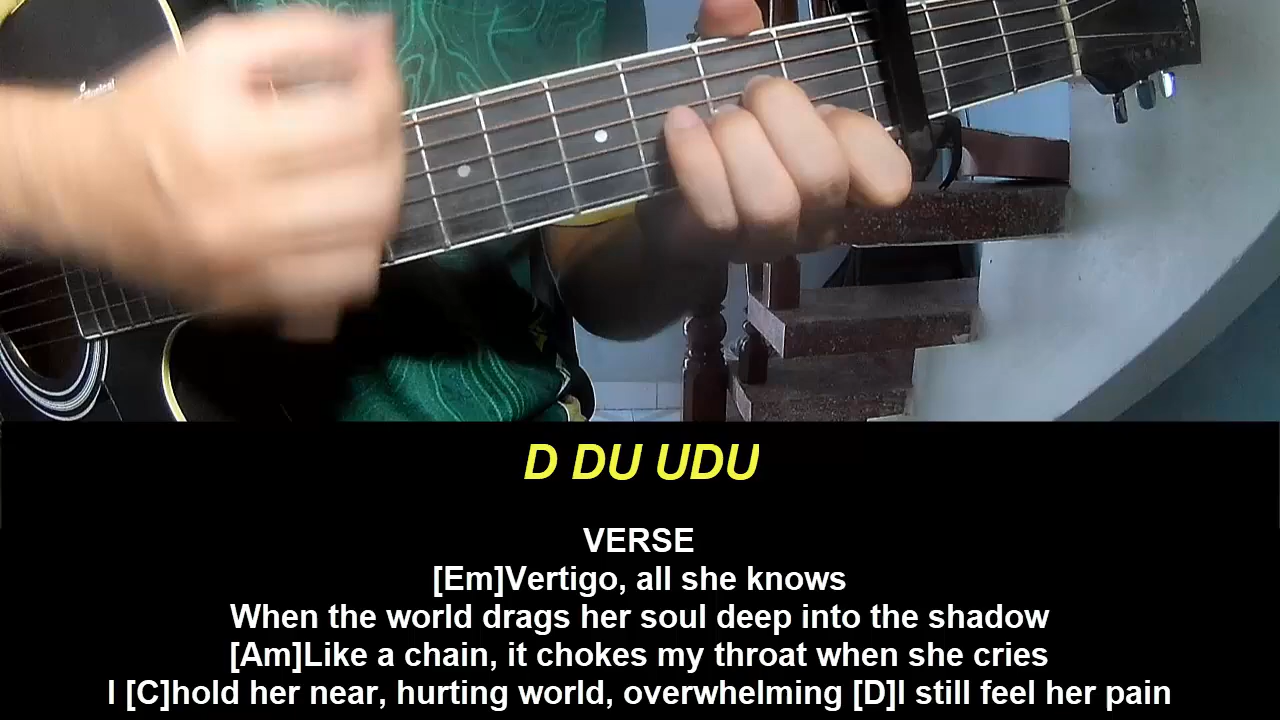 D DU UDU
VERSE
[Em]Vertigo, all she knows
When the world drags her soul deep into the shadow
[Am]Like a chain, it chokes my throat when she cries
I [C]hold her near, hurting world, overwhelming [D]I still feel her pain